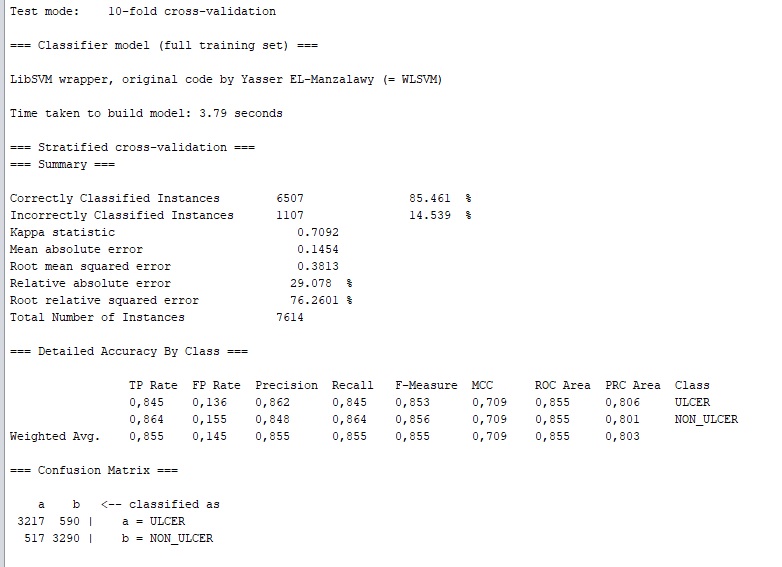 Test mode:    10-fold cross-validation
=== Classifier model (full training set) ===
LibSVM wrapper, original code by Yasser EL-Manzalawy (= WLSVM)
Time taken to build model: 3.79 seconds
=== Stratified cross-validation ===
=== Summary ===
Correctly Classified Instances        6507               85.461  %
Incorrectly Classified Instances      1107               14.539  %
Kappa statistic                          0.7092
Mean absolute error                      0.1454
Root mean squared error                  0.3813
Relative absolute error                 29.078  %
Root relative squared error             76.2601 %
Total Number of Instances             7614
=== Detailed Accuracy By Class ===
TP Rate  FP Rate  Precision  Recall   F-Measure  MCC      ROC Area  PRC Area  Class
0,845    0,136    0,862      0,845    0,853      0,709    0,855     0,806     ULCER
0,864    0,155    0,848      0,864    0,856      0,709    0,855     0,801     NON_ULCER
Weighted Avg.    0,855    0,145    0,855      0,855    0,855      0,709    0,855     0,803
=== Confusion Matrix ===
a    b   <-- classified as
3217  590 |    a = ULCER
517 3290 |    b = NON_ULCER